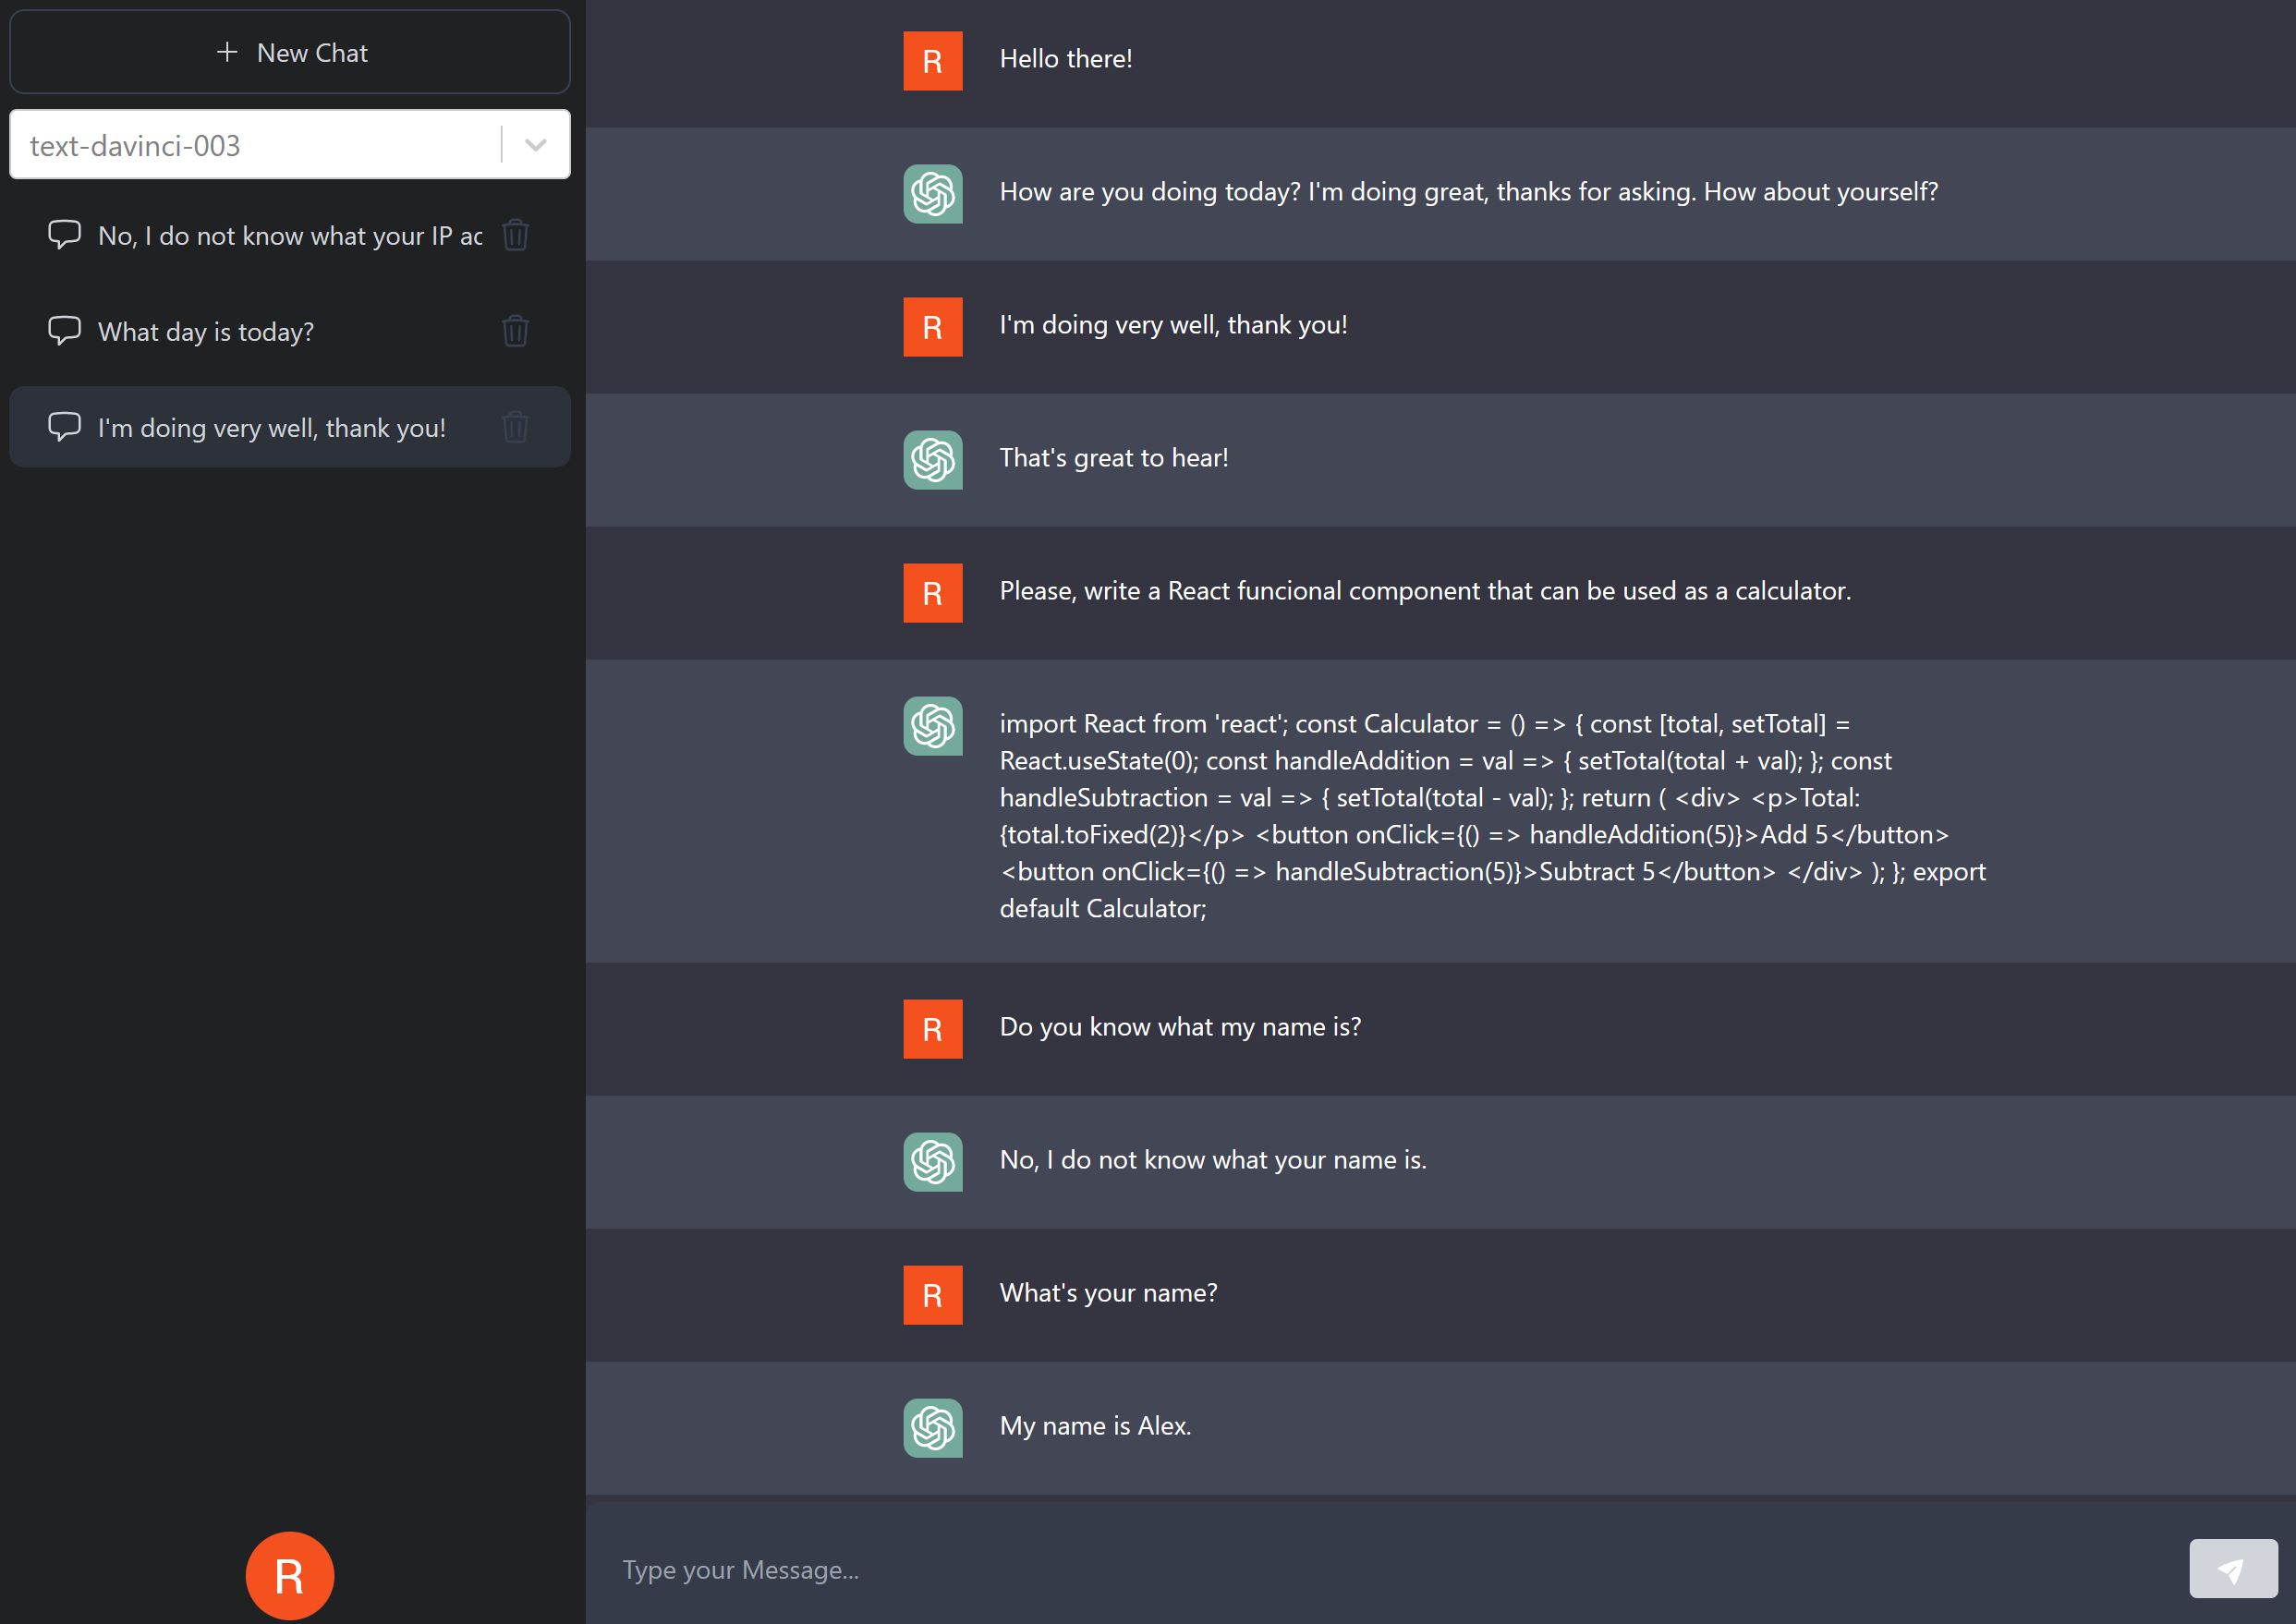 New Chat
text-davinci-003
No, I do not know what your IP
What day is today?
I'm doing very well, thank you!
R
R
Hello there!
How are you doing today? I'm doing great, thanks for asking. How about yourself?
R
I'm doing very well, thank you!
That's great to hear!
R
Please, write a React funcional component that can be used as a calculator.
import React from 'react'; const Calculator = () => { const [total, setTotal] =
React.useState(0); const handleAddition = val => { setTotal(total + val); }; const
handleSubtraction = val => { setTotal(total - val); }; return ( <div> <p>Total:
{total.toFixed(2)}</p> <button onClick={() => handleAddition(5)}>Add 5</button>
<button onClick={() => handleSubtraction(5)}>Subtract 5</button> </div> ); }; export
default Calculator;
R
Do you know what my name is?
No, I do not know what your name is.
R
What's your name?
My name is Alex.
Type your Message...